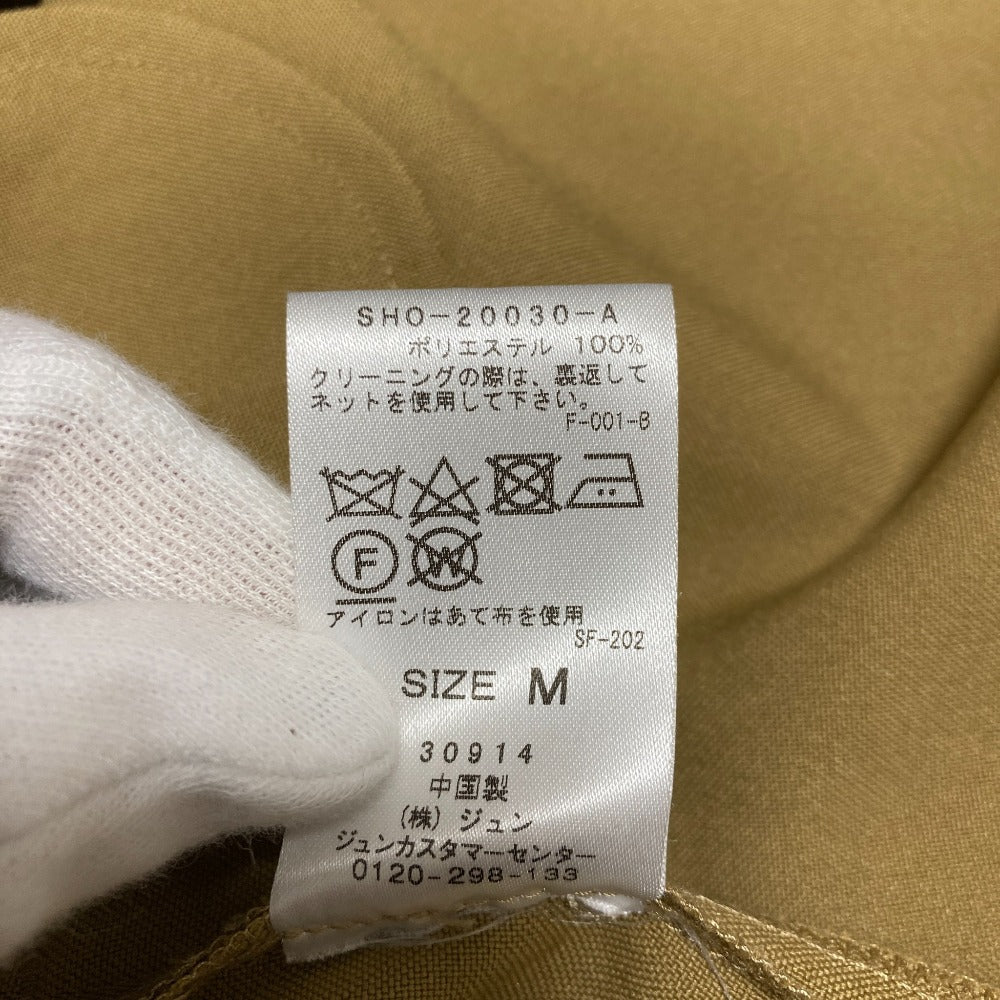 SHO-20030-A
ポリエステル 100%
クリーニングの際は、裏返して
ネットを使用して下さい。
F-001-B
F W
アイロンはあて布を使用
SF-202
SIZE M
30914
中国製
(株) ジュン
ジュンカスタマーセンター
0120-298-133